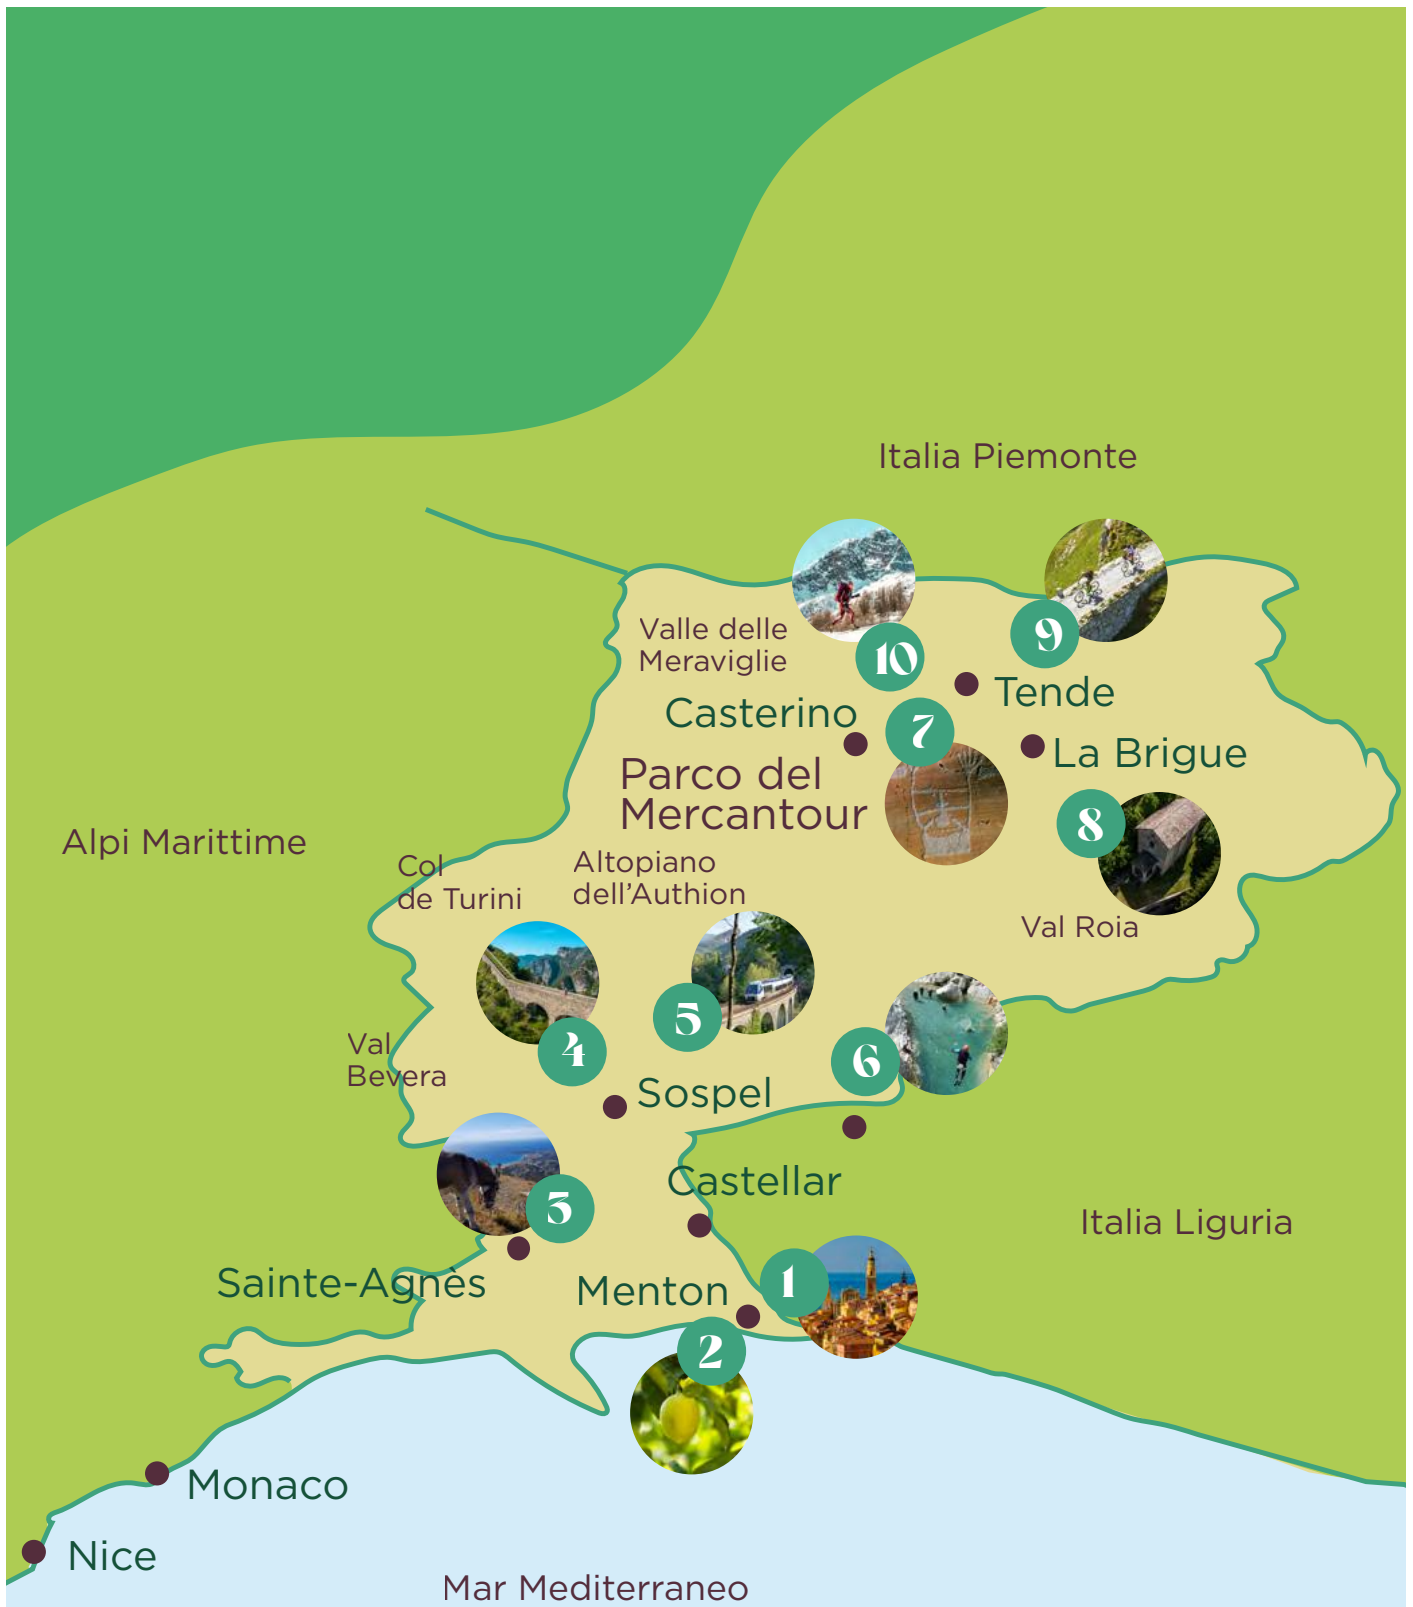 Italia Piemonte
Valle delle
Meraviglie
10
9
Tende
Casterino
7
La Brigue
Parco del
Mercantour
8
Alpi Marittime
Col
de Turini
Altopiano
dell'Authion
Val Roia
5
4
6
Val
Bevera
Sospel
Castellar
3
Italia Liguria
Sainte-Agnès
Menton
1
2
Monaco
Nice
Mar Mediterraneo